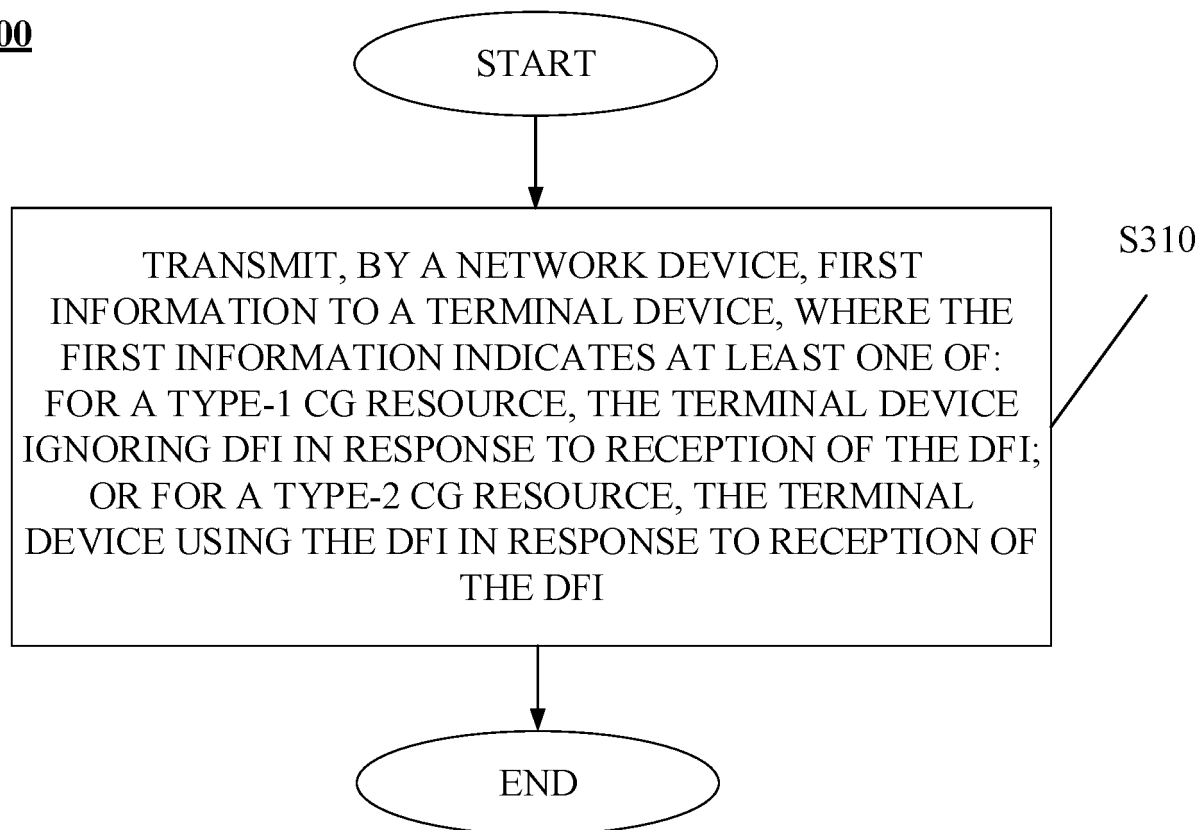 00
START
TRANSMIT, BY A NETWORK DEVICE, FIRST
INFORMATION TO A TERMINAL DEVICE, WHERE THE
FIRST INFORMATION INDICATES AT LEAST ONE OF:
FOR A TYPE-1 CG RESOURCE, THE TERMINAL DEVICE
IGNORING DFI IN RESPONSE TO RECEPTION OF THE DFI;
OR FOR A TYPE-2 CG RESOURCE, THE TERMINAL
DEVICE USING THE DFI IN RESPONSE TO RECEPTION OF
THE DFI
S310
END